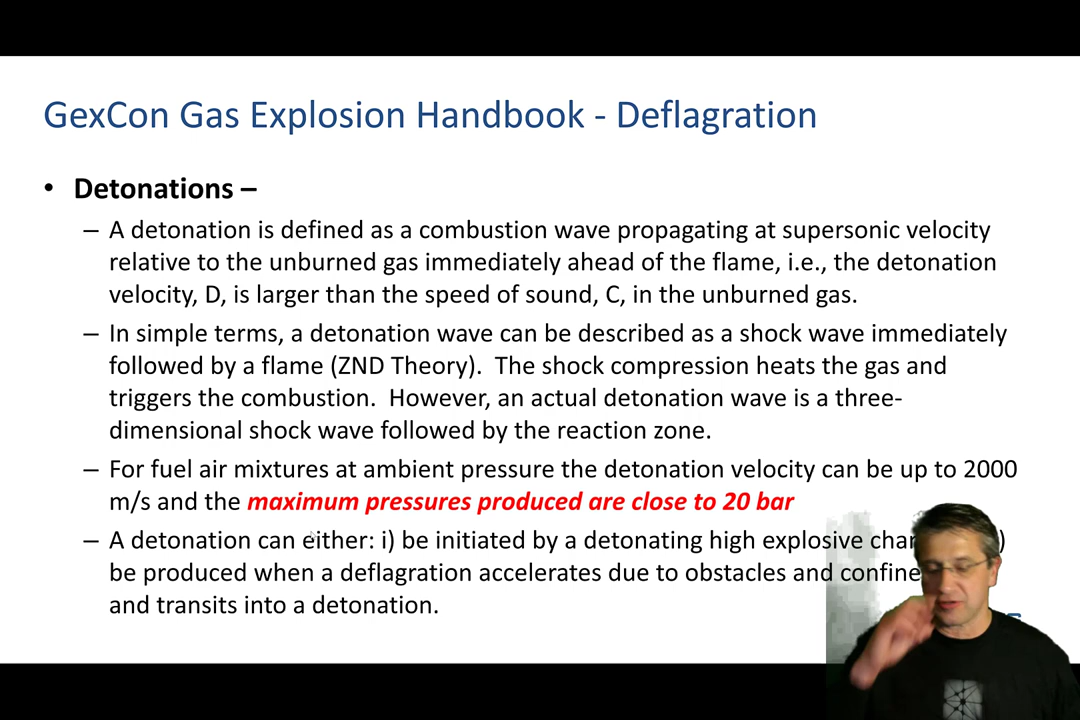 GexCon Gas Explosion Handbook - Deflagration
• Detonations –
– A detonation is defined as a combustion wave propagating at supersonic velocity
relative to the unburned gas immediately ahead of the flame, i.e., the detonation
velocity, D, is larger than the speed of sound, C, in the unburned gas.
– In simple terms, a detonation wave can be described as a shock wave immediately
followed by a flame (ZND Theory). The shock compression heats the gas and
triggers the combustion. However, an actual detonation wave is a three-
dimensional shock wave followed by the reaction zone.
– For fuel air mixtures at ambient pressure the detonation velocity can be up to 2000
m/s and the maximum pressures produced are close to 20 bar
– A detonation can either: i) be initiated by a detonating high explosive
be produced when a deflagration accelerates due to obstacles and
and transits into a detonation.